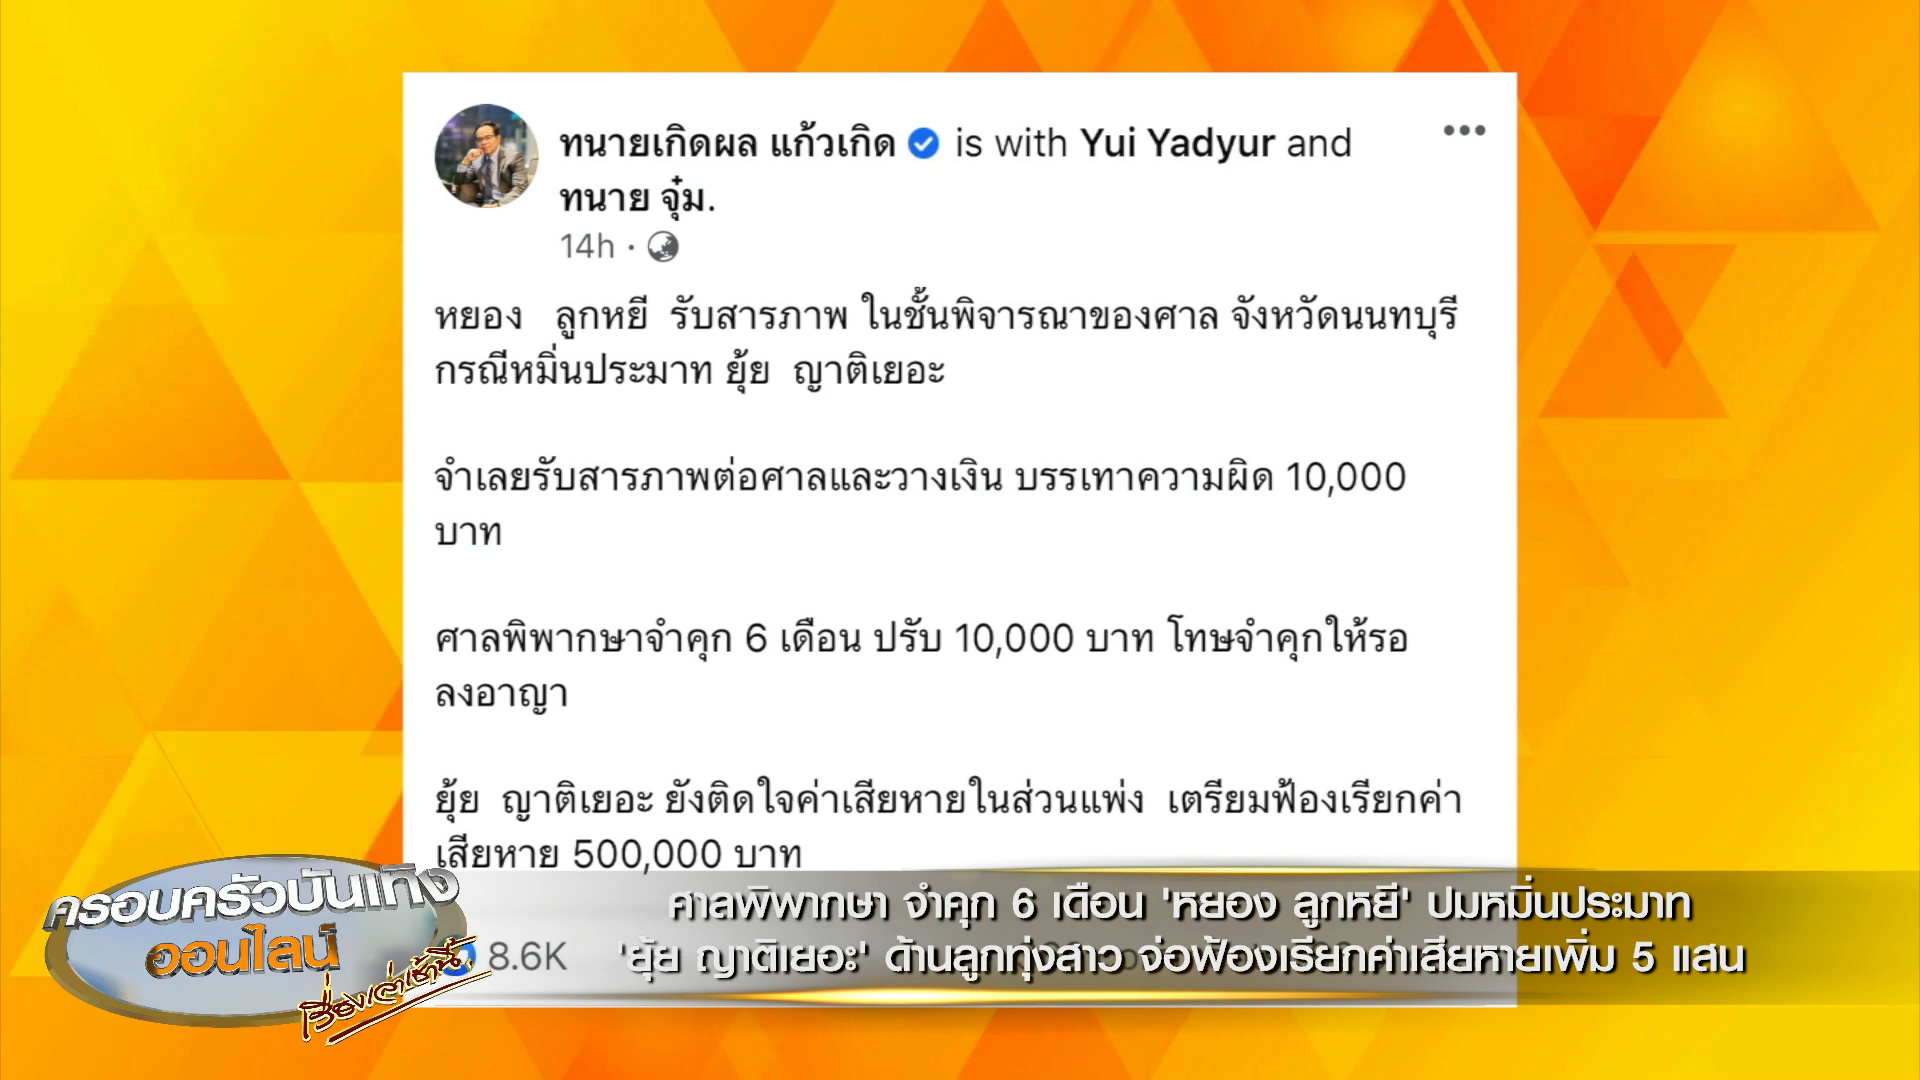 ทนายเกิดผล แก้วเกิด is with Yui Yadyur and
ทนาย จุ๋ม.
14h ·
หยอง ลูกหยี รับสารภาพ ในชั้นพิจารณาของศาล จังหวัดนนทบุรี
กรณีหมิ่นประมาท ยุ้ย ญาติเยอะ
จำเลยรับสารภาพต่อศาลและวางเงิน บรรเทาความผิด 10,000
บาท
ศาลพิพากษาจำคุก 6 เดือน ปรับ 10,000 บาท โทษจำคุกให้รอ
ลงอาญา
ยุ้ย ญาติเยอะ ยังติดใจค่าเสียหายในส่วนแพ่ง เตรียมฟ้องเรียกค่า
เสียหาย 500,000 บาท
8.6K
ครอบครัวบันเทิง
ออนไลน์
เรื่องเล่าเช้านี้
ศาลพิพากษา จำคุก 6 เดือน 'หยอง ลูกหยี' ปมหมิ่นประมาท
'ยุ้ย ญาติเยอะ' ด้านลูกทุ่งสาว จ่อฟ้องเรียกค่าเสียหายเพิ่ม 5 แสน